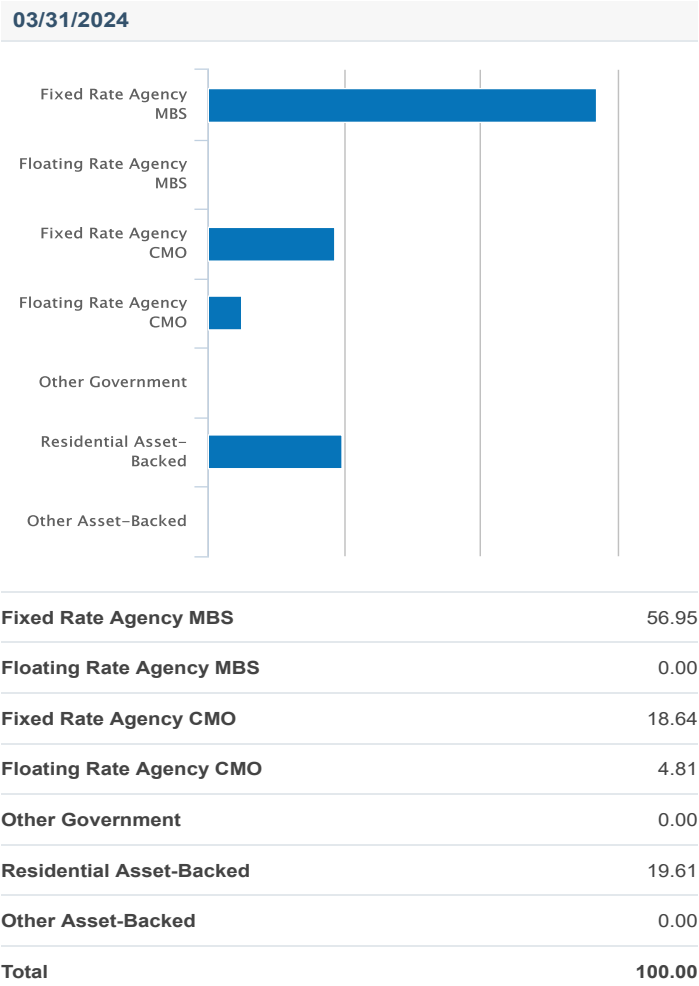 03/31/2024
Fixed Rate Agency
MBS
Floating Rate Agency
MBS
Fixed Rate Agency
CMO
Floating Rate Agency
CMO
Other Government
Residential Asset-
Backed
Other Asset-Backed
Fixed Rate Agency MBS 56.95
Floating Rate Agency MBS 0.00
Fixed Rate Agency CMO 18.64
Floating Rate Agency CMO 4.81
Other Government 0.00
Residential Asset-Backed 19.61
Other Asset-Backed 0.00
Total 100.00